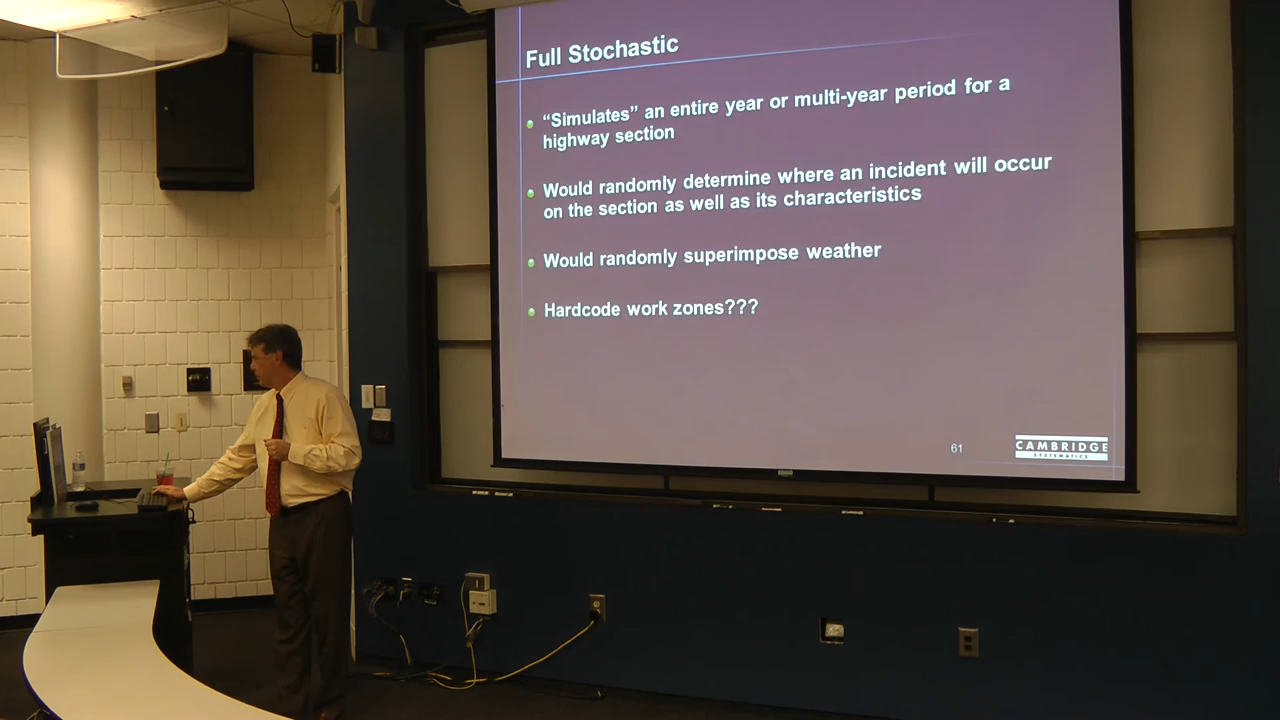 Full Stochastic
“Simulates” an entire year or multi-year period for a
highway section
Would randomly determine where an incident will occur
on the section as well as its characteristics
Would randomly superimpose weather
Hardcode work zones???
61
CAMBRIDGE
SYSTEMATICS